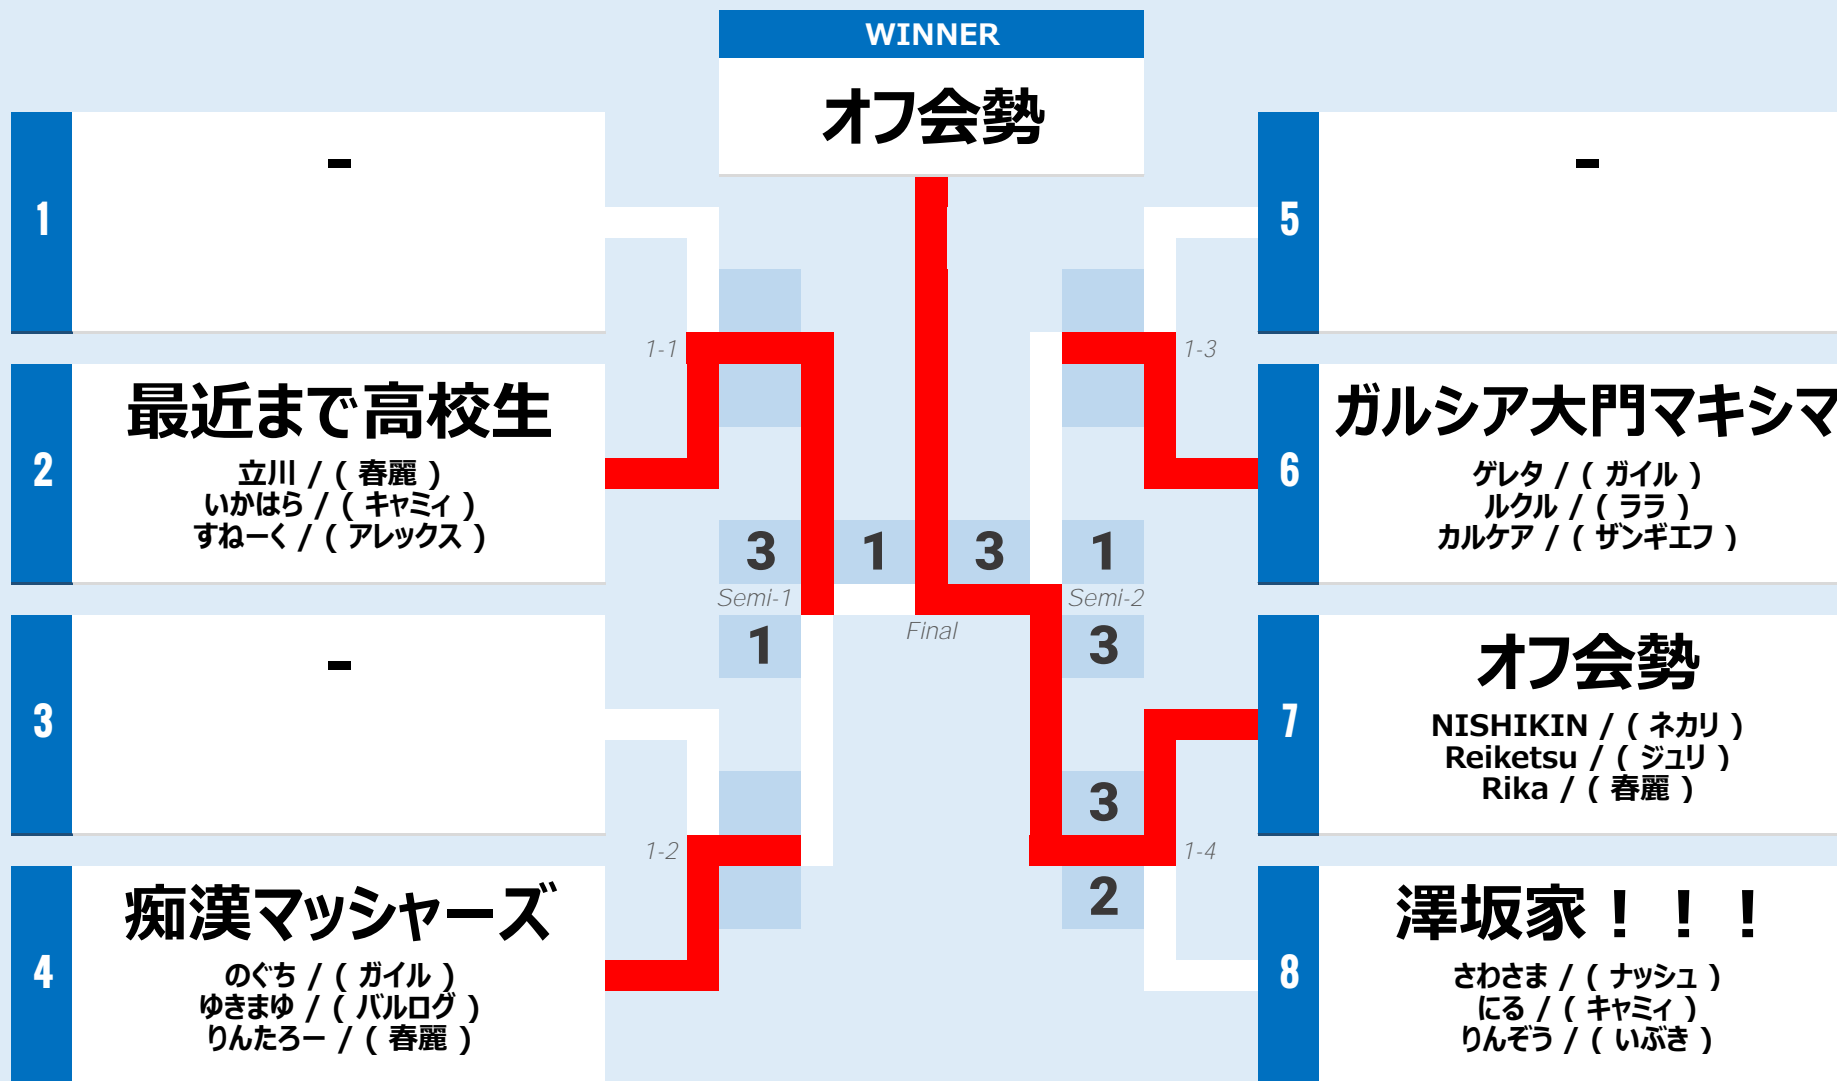 WINNER
オフ会勢
1
-
2
最近まで高校生
立川 / ( 春麗 )
いかはら / ( キャミィ )
すねーく / ( アレックス )
3
-
4
痴漢マッシャーズ
のぐち / ( ガイル )
ゆきまゆ / ( バルログ )
りんたろー / ( 春麗 )
1-1
3
Semi-1
1
1-2
1
3
Final
1-3
1
Semi-2
3
3
1-4
2
5
-
6
ガルシア大門マキシマ
ゲレタ / ( ガイル )
ルクル / ( ララ )
カルケア / ( ザンギエフ )
7
オフ会勢
NISHIKIN / ( ネカリ )
Reiketsu / ( ジュリ )
Rika / ( 春麗 )
8
澤坂家！！！
さわさま / ( ナッシュ )
にる / ( キャミィ )
りんぞう / ( いぶき )